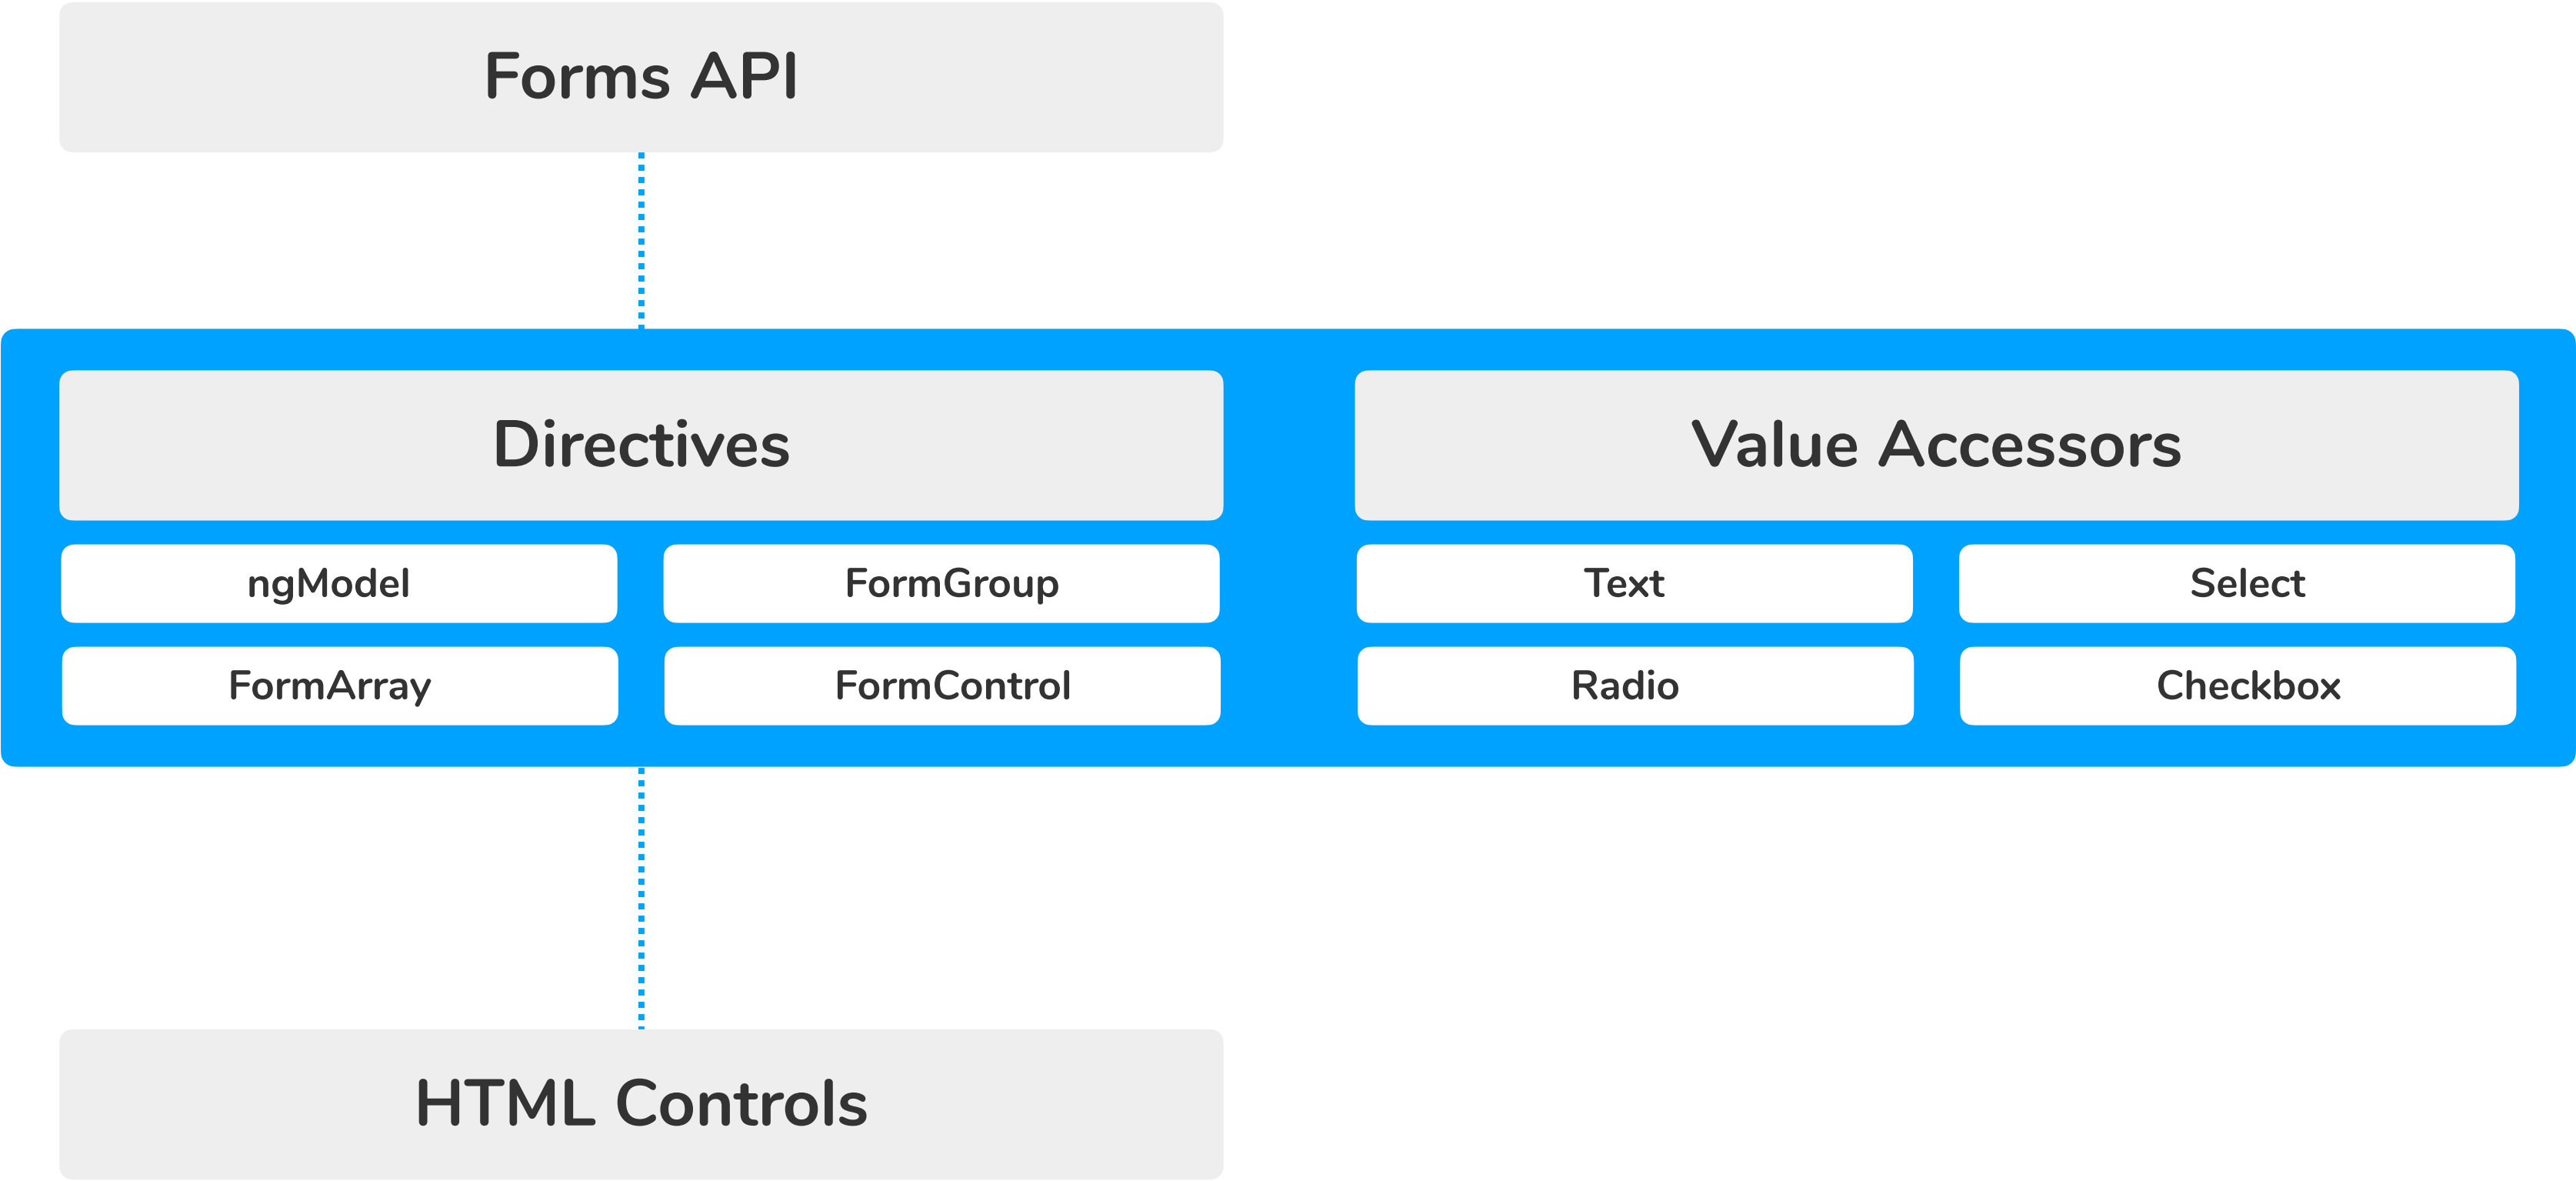 Forms API
Directives
Value Accessors
ngModel
FormGroup
Text
Select
FormArray
FormControl
Radio
Checkbox
HTML Controls